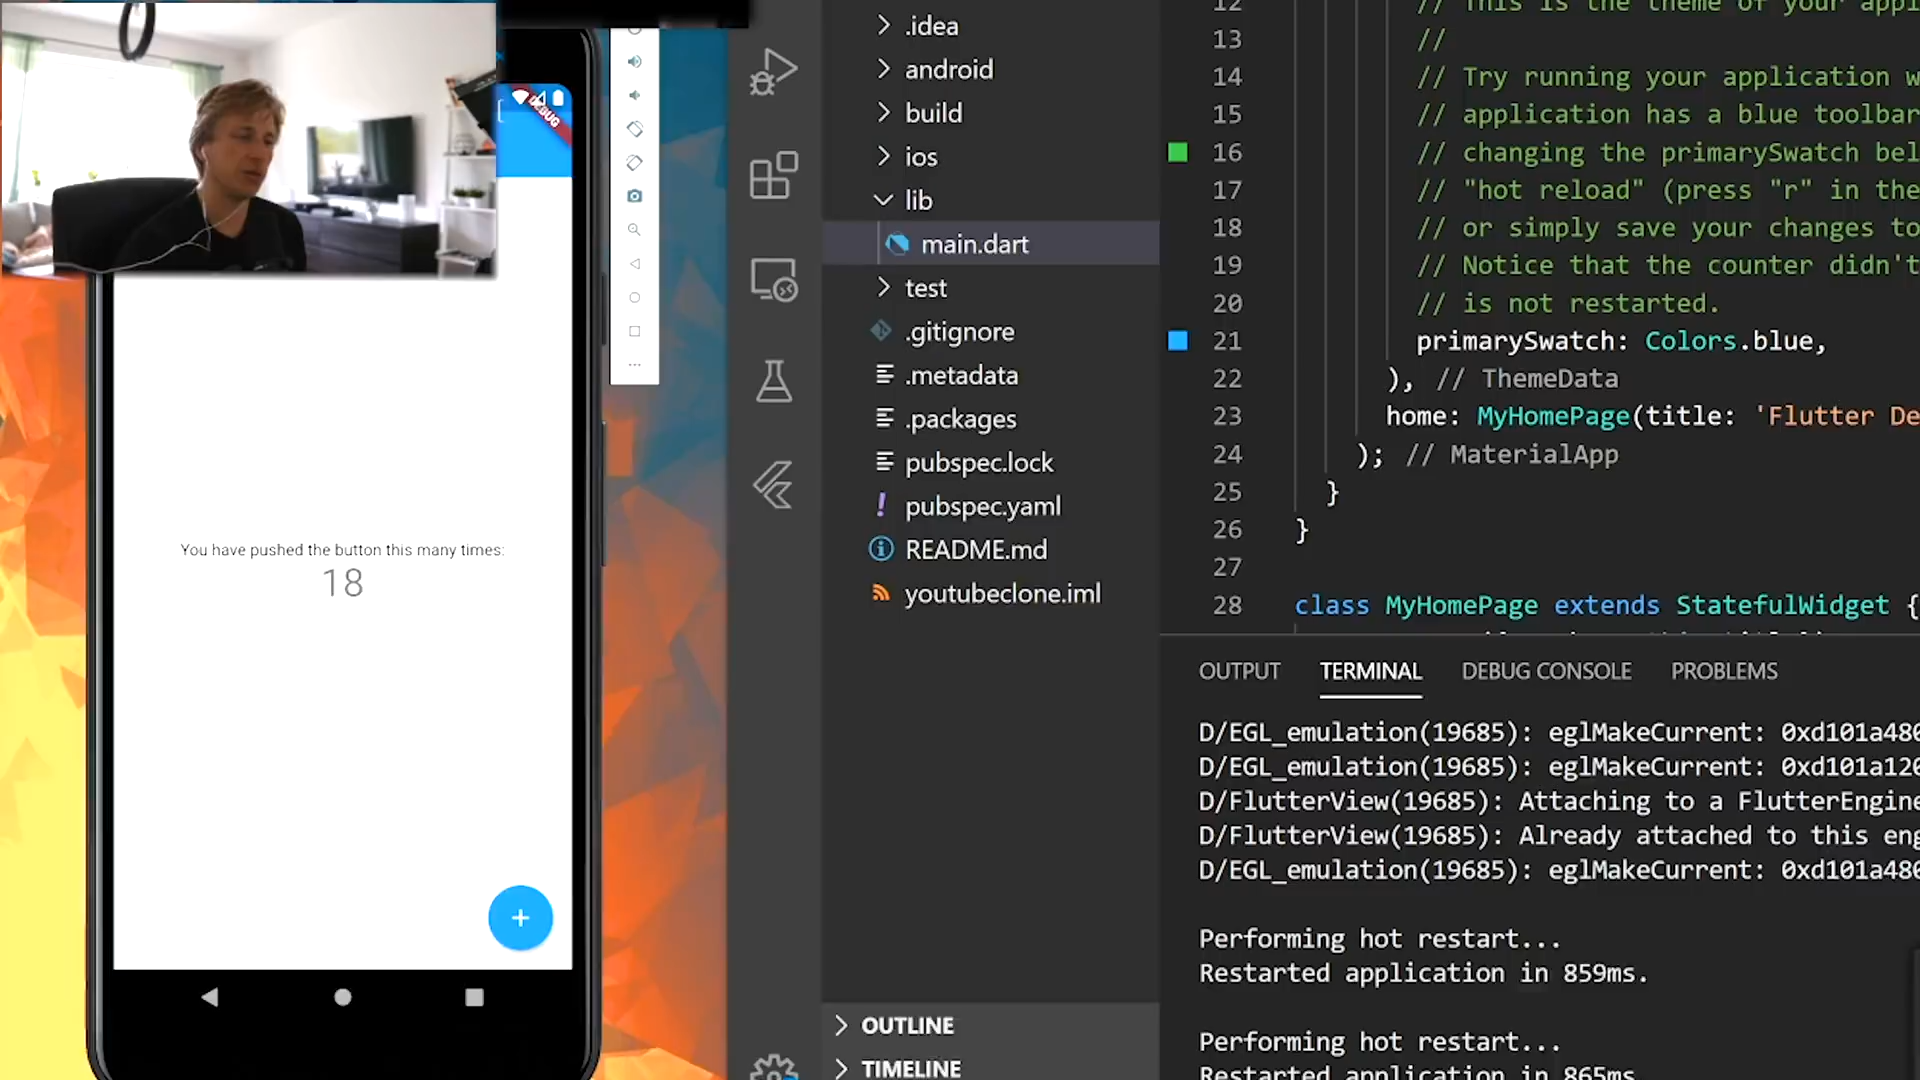 DEBUG
You have pushed the button this many times:
18
+
.idea
android
build
ios
lib
main.dart
test
.gitignore
.metadata
.packages
pubspec.lock
! pubspec.yaml
README.md
youtubeclone.iml
OUTLINE
TIMELINE
12 // This is the theme of your appl
13 //
14 // Try running your application w
15 // application has a blue toolbar
16 // changing the primarySwatch bel
17 // "hot reload" (press "r" in the
18 // or simply save your changes to
19 // Notice that the counter didn't
20 // is not restarted.
21 primarySwatch: Colors.blue,
22 ), // ThemeData
23 home: MyHomePage(title: 'Flutter De
24 ); // MaterialApp
25 }
26 }
27
28 class MyHomePage extends StatefulWidget {
OUTPUT TERMINAL DEBUG CONSOLE PROBLEMS
D/EGL_emulation(19685): eglMakeCurrent: 0xd101a480
D/EGL_emulation(19685): eglMakeCurrent: 0xd101a120
D/FlutterView(19685): Attaching to a FlutterEngine
D/FlutterView(19685): Already attached to this eng
D/EGL_emulation(19685): eglMakeCurrent: 0xd101a480
Performing hot restart...
Restarted application in 859ms.
Performing hot restart...
Restarted application in 865ms.